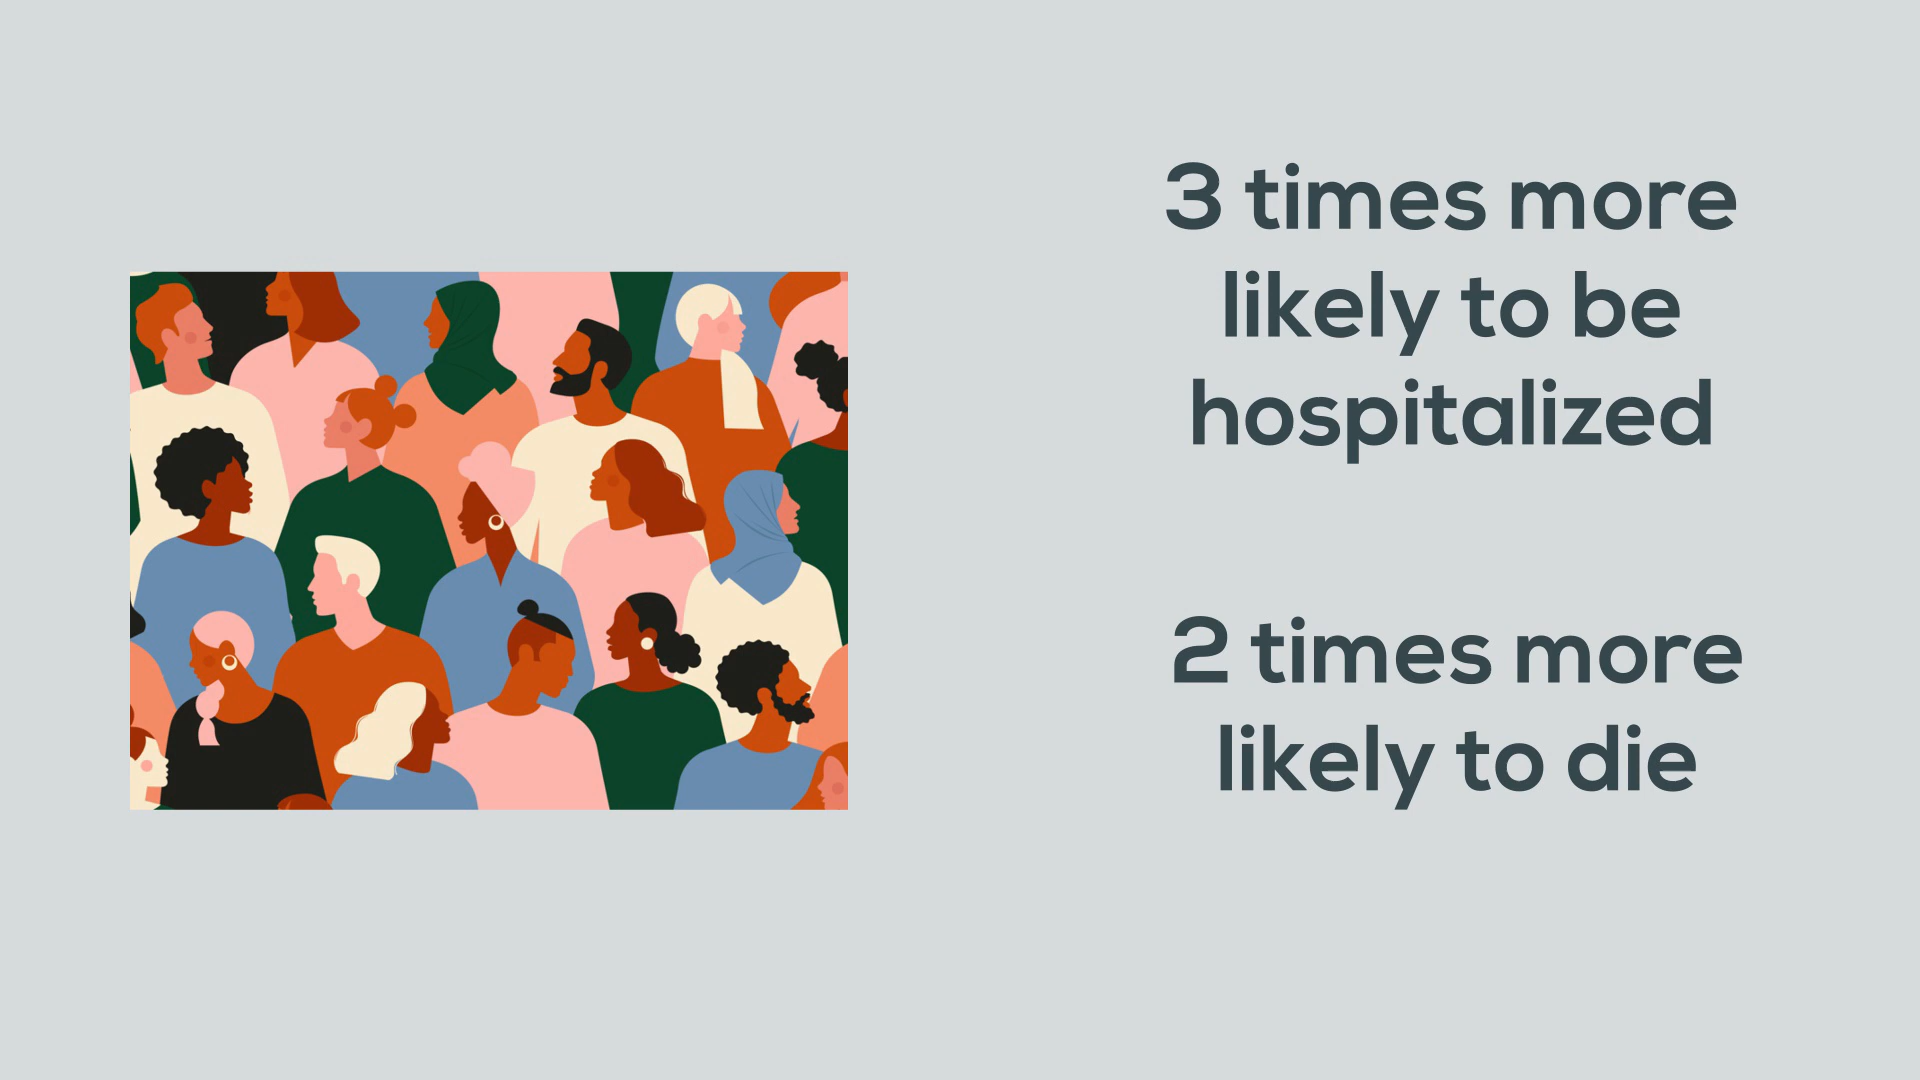 3 times more
likely to be
hospitalized
2 times more
likely to die